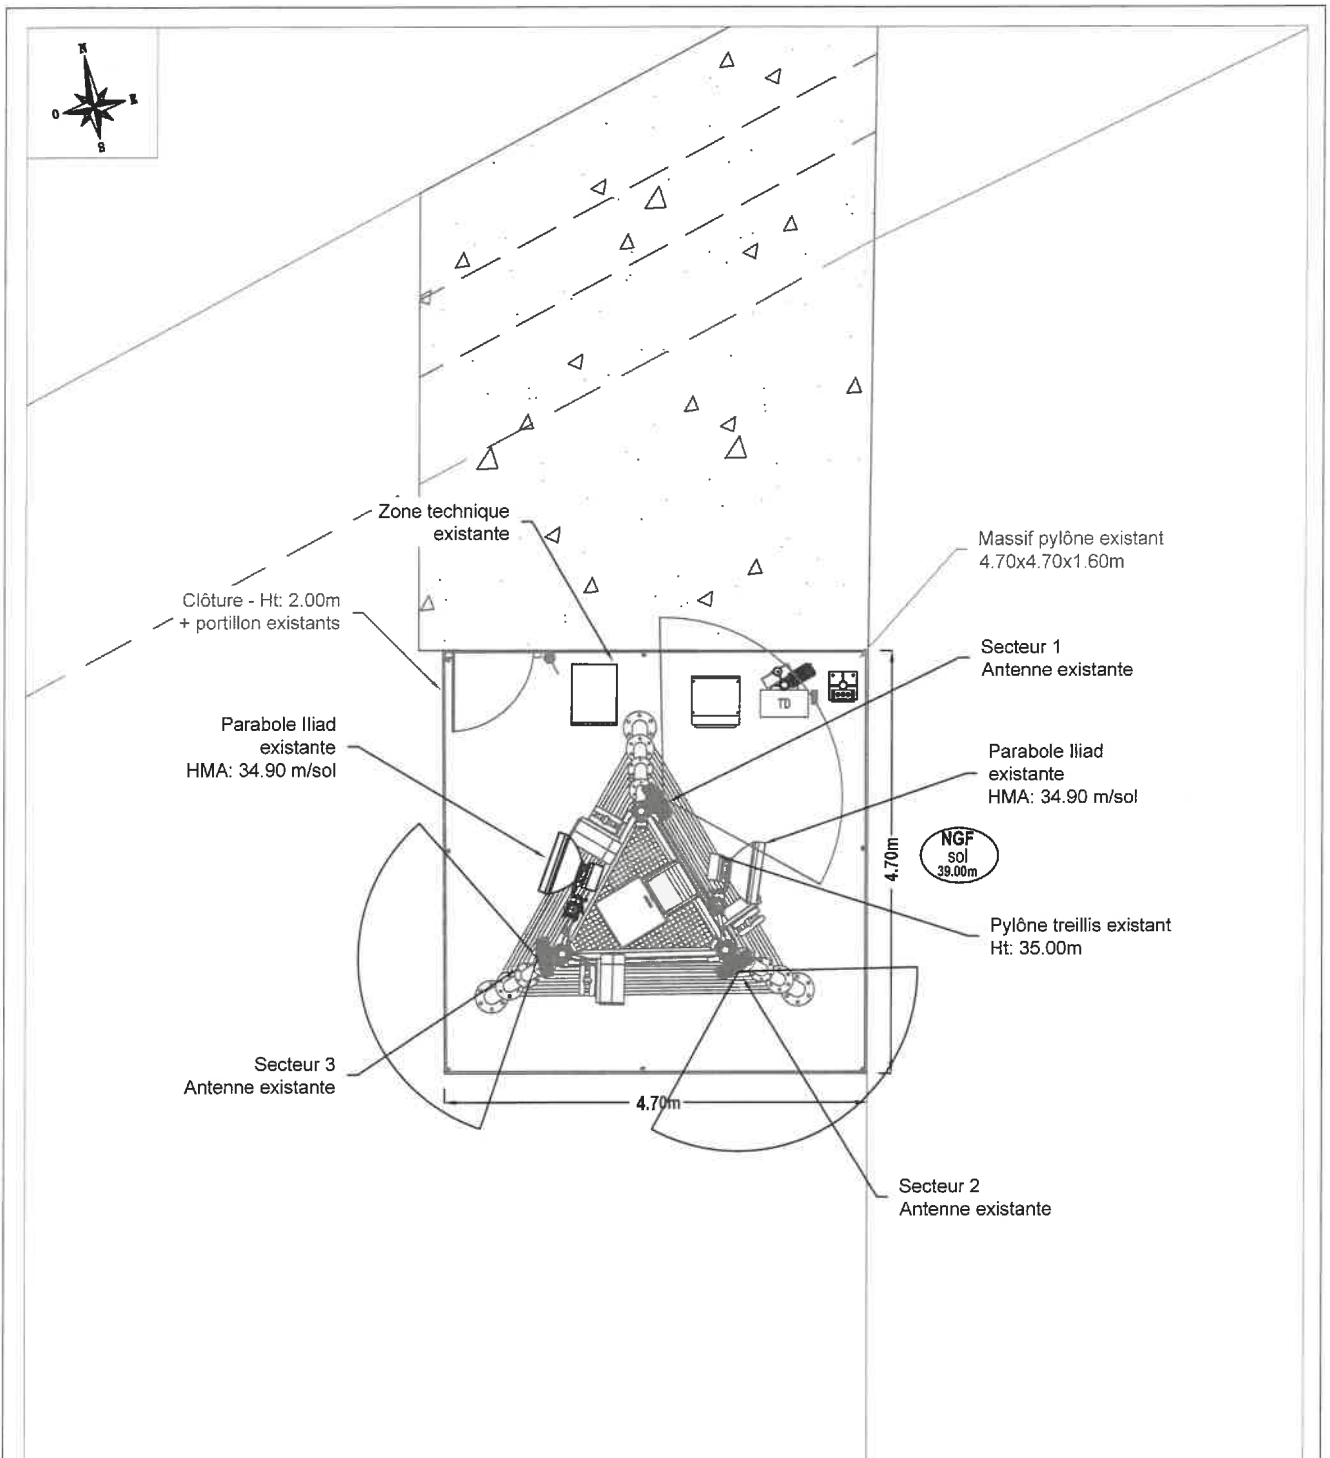 N
O
E
S
Zone technique
existante
Massif pylône existant
4.70x4.70x1.60m
Clôture - Ht: 2.00m
+ portillon existants
Secteur 1
Antenne existante
TD
Parabole Iliad
existante
HMA: 34.90 m/sol
Parabole Iliad
existante
HMA: 34.90 m/sol
4.70m
NGF
sol
39.00m
Pylône treillis existant
Ht: 35.00m
Secteur 3
Antenne existante
4.70m
Secteur 2
Antenne existante